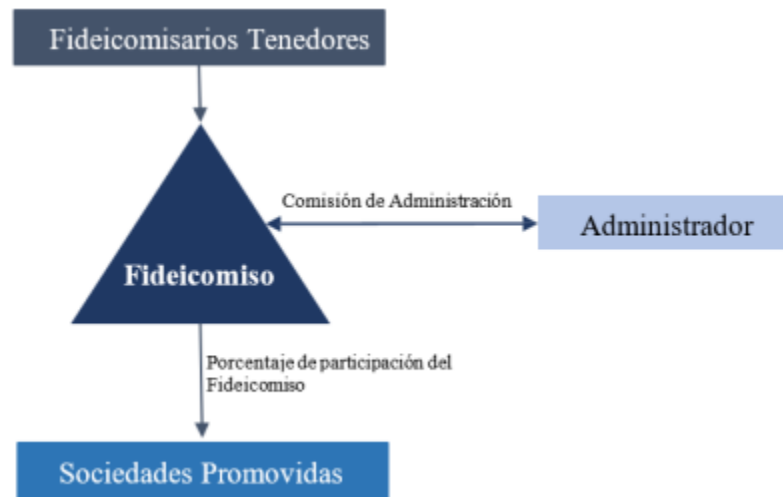 Fideicomisarios Tenedores
Comisión de Administración
Administrador
Fideicomiso
Porcentaje de participación del
Fideicomiso
Sociedades Promovidas